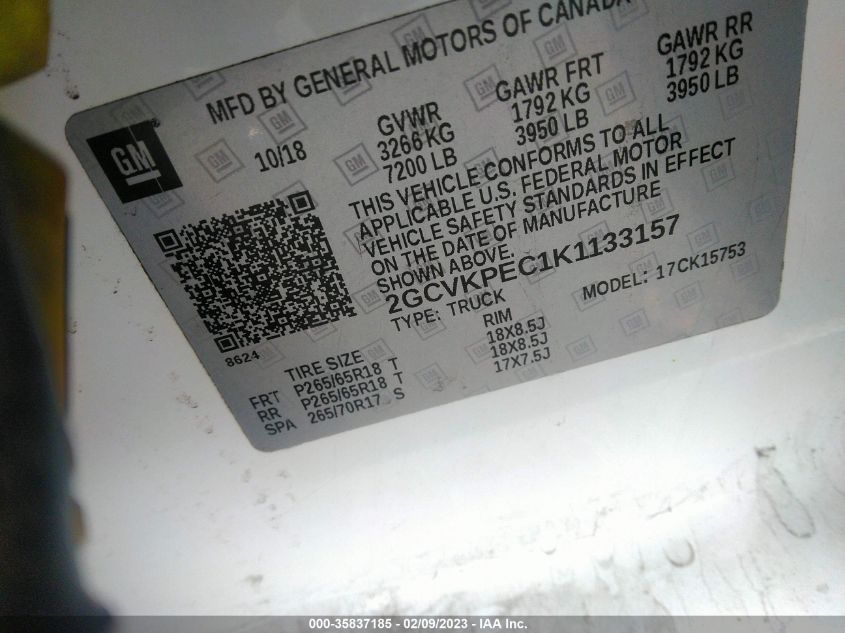 MFD BY GENERAL MOTORS OF CANADA
GM
10/18
GVWR
3266 KG
7200 LB
GAWR FRT
1792 KG
3950 LB
GAWR RR
1792 KG
3950 LB
THIS VEHICLE CONFORMS TO ALL
APPLICABLE U.S. FEDERAL MOTOR
VEHICLE SAFETY STANDARDS IN EFFECT
ON THE DATE OF MANUFACTURE
SHOWN ABOVE.
2GCVKPEC1K1133157
TYPE: TRUCK
MODEL: 17CK15753
8624
TIRE SIZE RIM
FRT P265/65R18 T 18X8.5J
RR P265/65R18 T 18X8.5J
SPA 265/70R17 S 17X7.5J
000-35837185 - 02/09/2023 - IAA Inc.